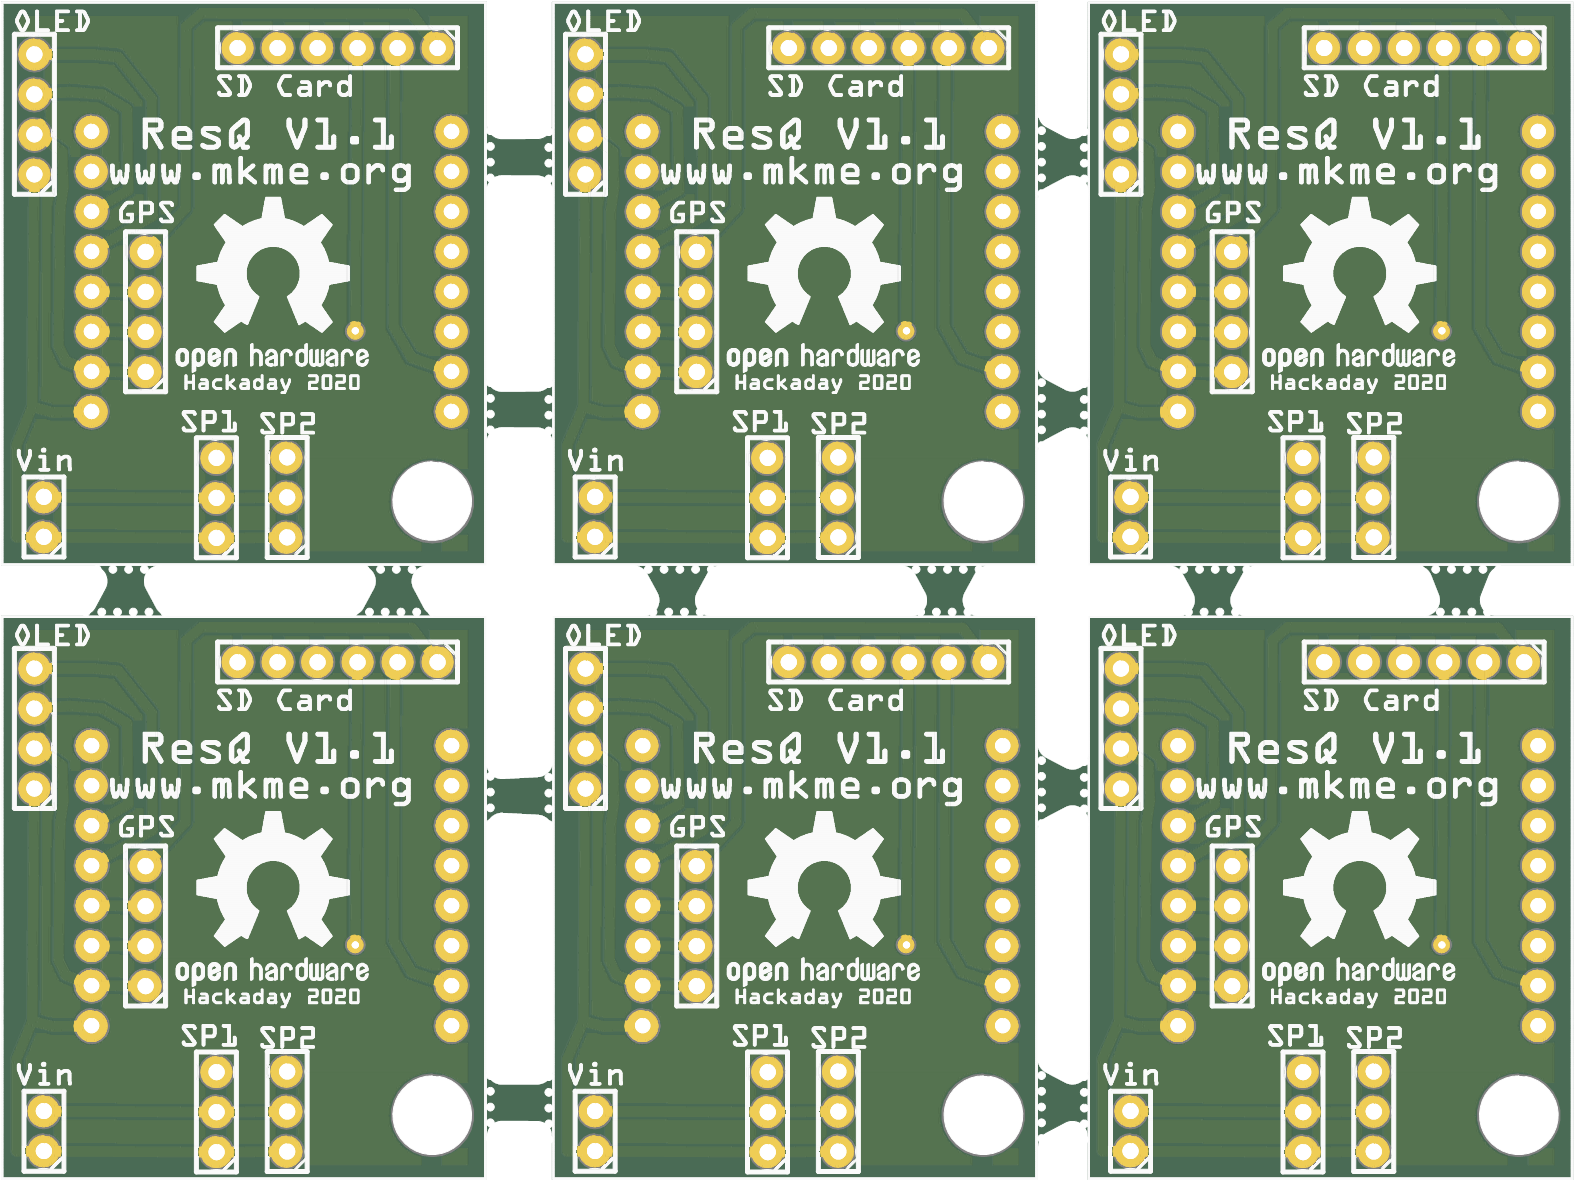 OLED
SD Card
ResQ V1.1
www.mkme.org
GPS
open hardware
Hackaday 2020
SP1 SP2
Vin
OLED
SD Card
ResQ V1.1
www.mkme.org
GPS
open hardware
Hackaday 2020
SP1 SP2
Vin
OLED
SD Card
ResQ V1.1
www.mkme.org
GPS
open hardware
Hackaday 2020
SP1 SP2
Vin
OLED
SD Card
ResQ V1.1
www.mkme.org
GPS
open hardware
Hackaday 2020
SP1 SP2
Vin
OLED
SD Card
ResQ V1.1
www.mkme.org
GPS
open hardware
Hackaday 2020
SP1 SP2
Vin
OLED
SD Card
ResQ V1.1
www.mkme.org
GPS
open hardware
Hackaday 2020
SP1 SP2
Vin